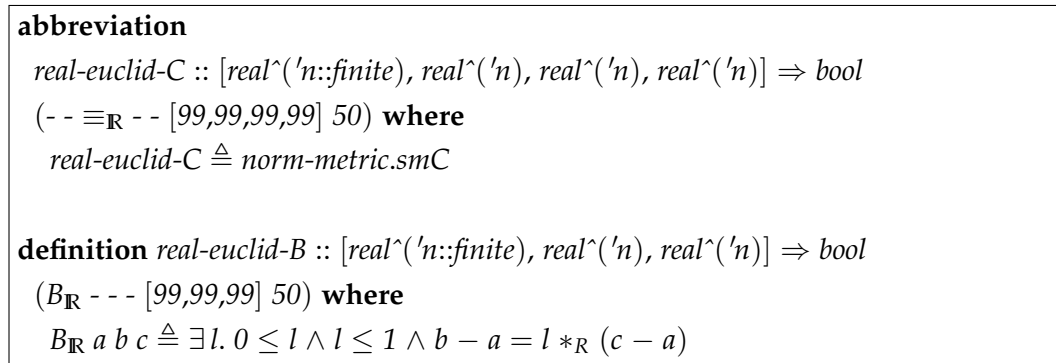 abbreviation
real-euclid-C :: [real^('n::finite), real^('n), real^('n), real^('n)] ⇒ bool
(- - ≡ℝ - - [99,99,99,99] 50) where
real-euclid-C ≜ norm-metric.smC
definition real-euclid-B :: [real^('n::finite), real^('n), real^('n)] ⇒ bool
(Bℝ - - - [99,99,99] 50) where
Bℝ a b c ≜ ∃ l. 0 ≤ l ∧ l ≤ 1 ∧ b − a = l *R (c − a)